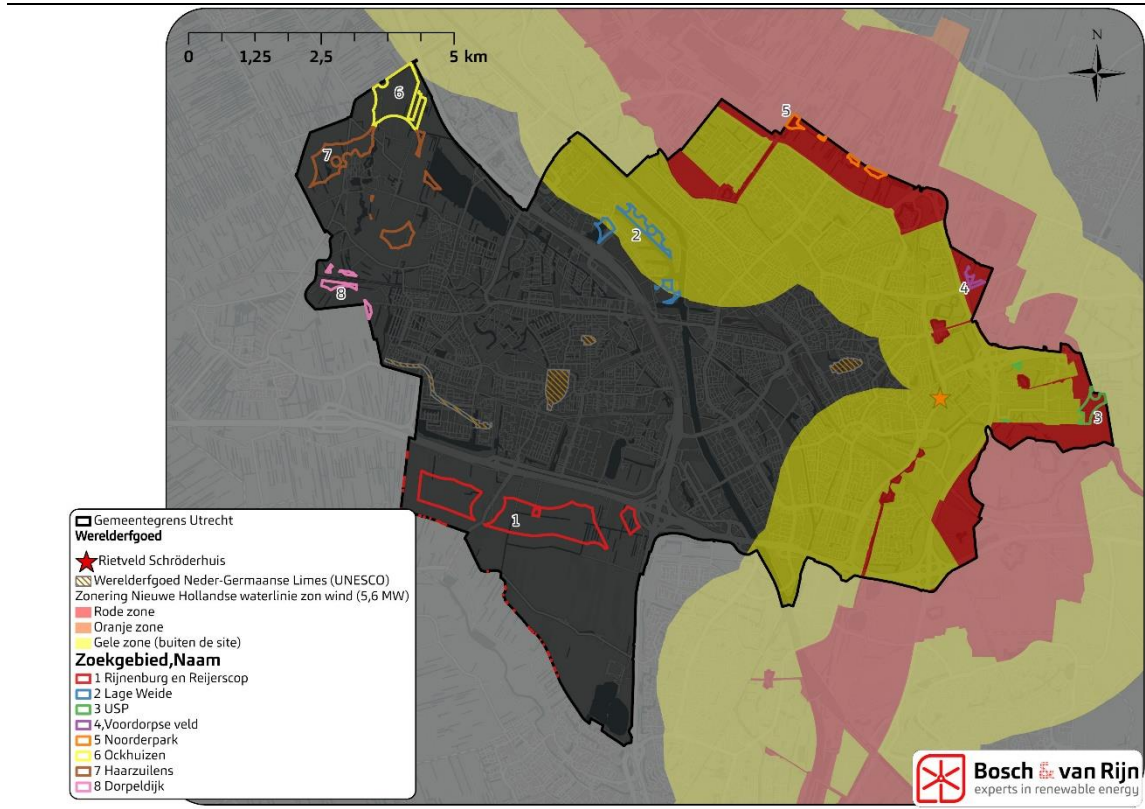 0 1,25 2,5 5 km
N
6
5
7
2
4
8
3
1
Gemeentegrens Utrecht
Werelderfgoed
Rietveld Schröderhuis
Werelderfgoed Neder-Germaanse Limes (UNESCO)
Zonering Nieuwe Hollandse waterlinie zon wind (5,6 MW)
Rode zone
Oranje zone
Gele zone (buiten de site)
Zoekgebied,Naam
1 Rijnenburg en Reijerscop
2 Lage Weide
3 USP
4,Voordorpse veld
5 Noorderpark
6 Ockhuizen
7 Haarzuilens
8 Dorpeldijk
Bosch & van Rijn
experts in renewable energy